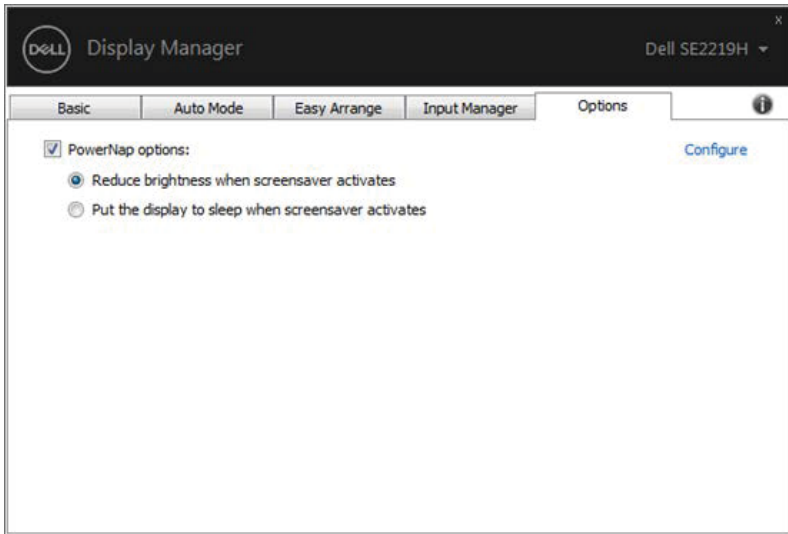 x
DELL Display Manager Dell SE2219H
Basic Auto Mode Easy Arrange Input Manager Options
PowerNap options: Configure
Reduce brightness when screensaver activates
Put the display to sleep when screensaver activates